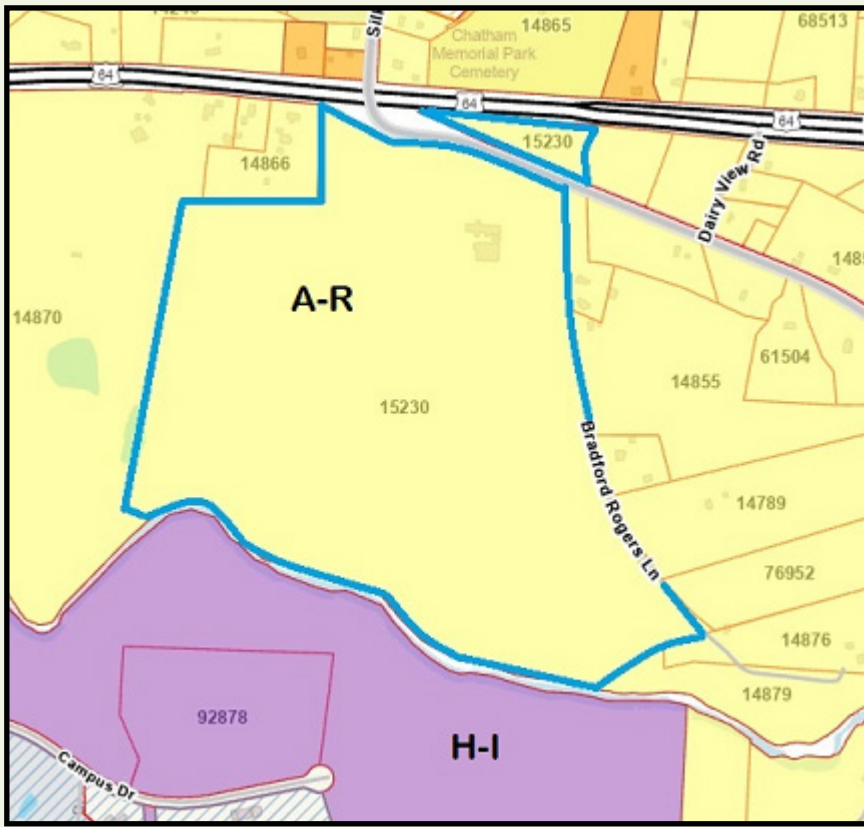 14865
68513
Chatham
Memorial Park
Cemetery
64
64
64
15230
14866
Dairy View Rd
A-R
14870
61504
14855
15230
Bradford Rogers Ln
14789
76952
14876
14879
92878
H-I
Campus Dr